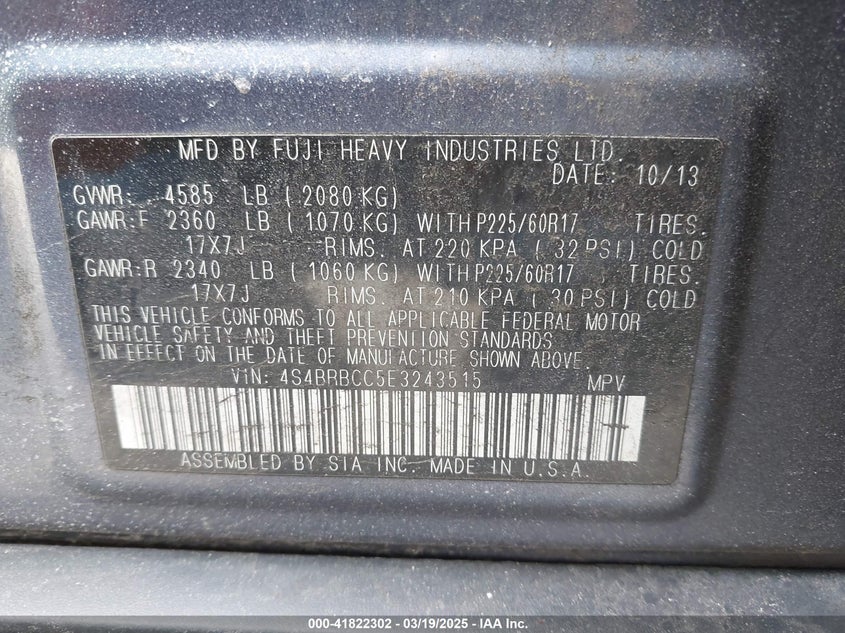 MFD BY FUJI HEAVY INDUSTRIES LTD.
DATE: 10/13
GVWR: 4585 LB (2080 KG)
GAWR:F 2360 LB (1070 KG) WITH P225/60R17 TIRES.
17X7J RIMS. AT 220 KPA (32 PSI) COLD
GAWR:R 2340 LB (1060 KG) WITH P225/60R17 TIRES.
17X7J RIMS. AT 210 KPA (30 PSI) COLD
THIS VEHICLE CONFORMS TO ALL APPLICABLE FEDERAL MOTOR
VEHICLE SAFETY AND THEFT PREVENTION STANDARDS
IN EFFECT ON THE DATE OF MANUFACTURE SHOWN ABOVE.
VIN: 4S4BRBCC5E3243515 MPV
ASSEMBLED BY SIA INC. MADE IN U.S.A.
000-41822302 - 03/19/2025 - IAA Inc.